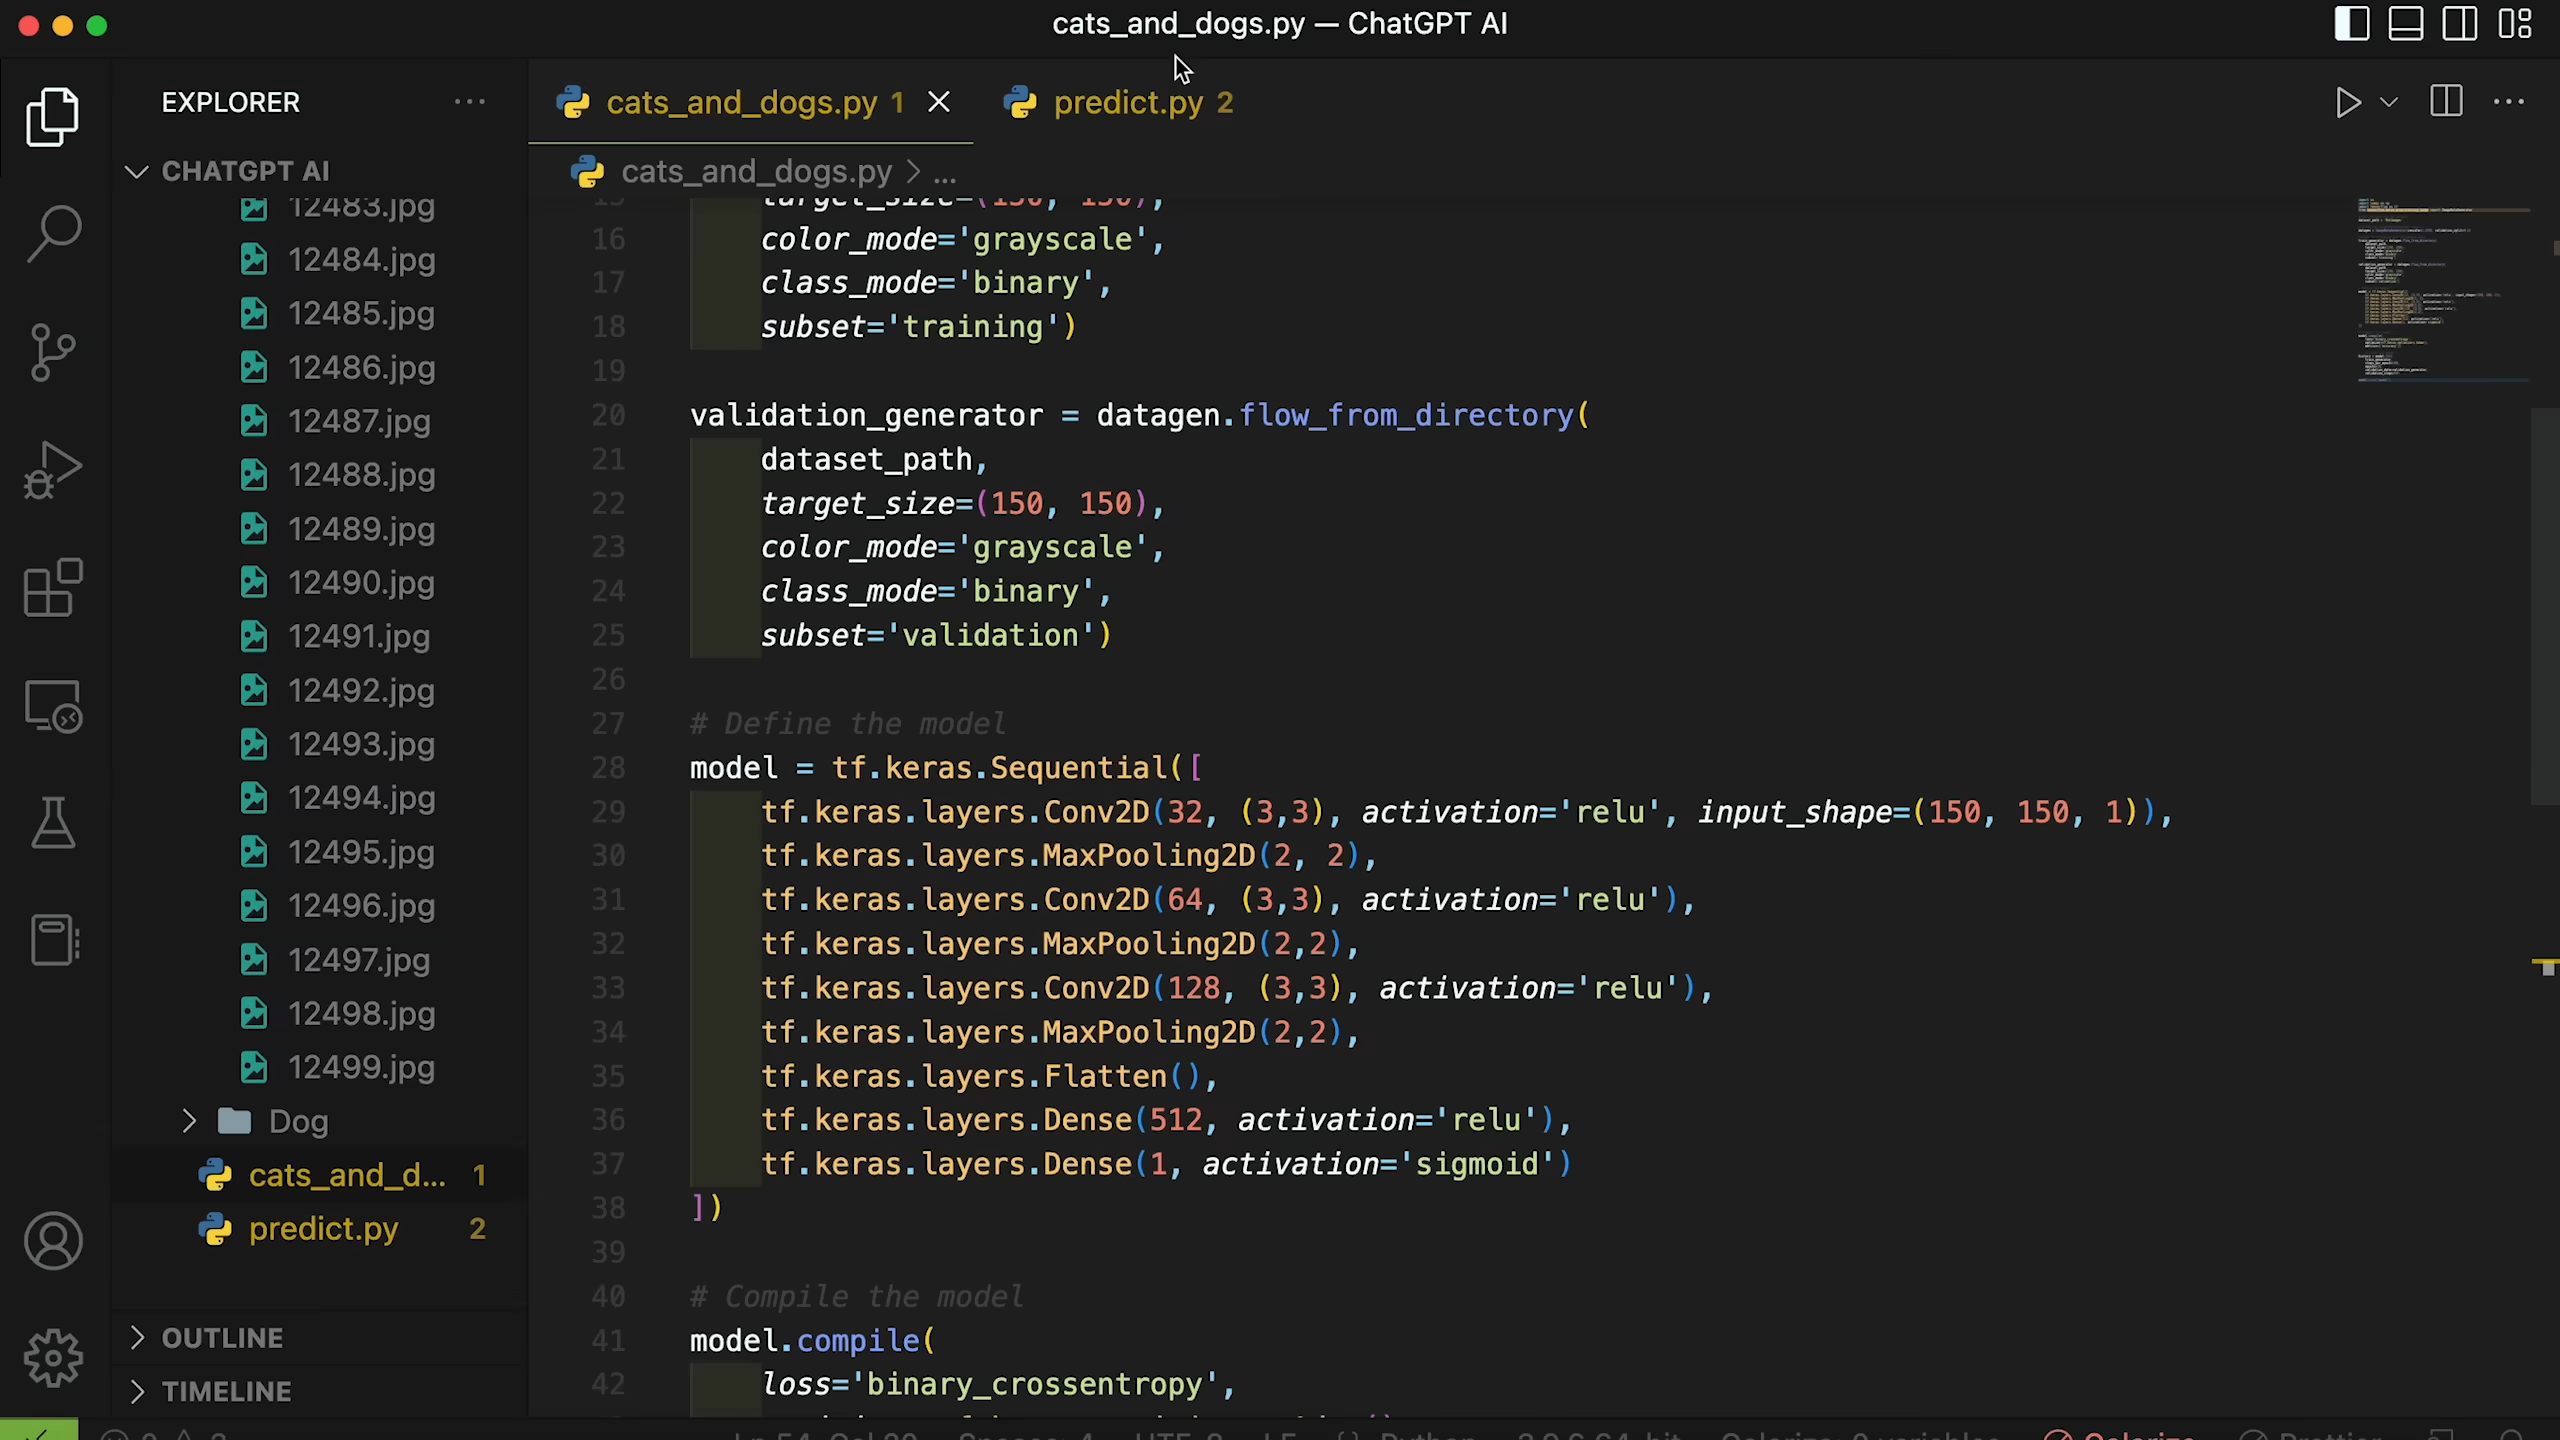 cats_and_dogs.py — ChatGPT AI
EXPLORER
cats_and_dogs.py 1
predict.py 2
CHATGPT AI
cats_and_dogs.py > ...
12483.jpg
12484.jpg
12485.jpg
12486.jpg
12487.jpg
12488.jpg
12489.jpg
12490.jpg
12491.jpg
12492.jpg
12493.jpg
12494.jpg
12495.jpg
12496.jpg
12497.jpg
12498.jpg
12499.jpg
Dog
cats_and_d... 1
predict.py 2
OUTLINE
TIMELINE
15 target_size=(150, 150),
16 color_mode='grayscale',
17 class_mode='binary',
18 subset='training')
19
20 validation_generator = datagen.flow_from_directory(
21 dataset_path,
22 target_size=(150, 150),
23 color_mode='grayscale',
24 class_mode='binary',
25 subset='validation')
26
27 # Define the model
28 model = tf.keras.Sequential([
29 tf.keras.layers.Conv2D(32, (3,3), activation='relu', input_shape=(150, 150, 1)),
30 tf.keras.layers.MaxPooling2D(2, 2),
31 tf.keras.layers.Conv2D(64, (3,3), activation='relu'),
32 tf.keras.layers.MaxPooling2D(2,2),
33 tf.keras.layers.Conv2D(128, (3,3), activation='relu'),
34 tf.keras.layers.MaxPooling2D(2,2),
35 tf.keras.layers.Flatten(),
36 tf.keras.layers.Dense(512, activation='relu'),
37 tf.keras.layers.Dense(1, activation='sigmoid')
38 ])
39
40 # Compile the model
41 model.compile(
42 loss='binary_crossentropy',